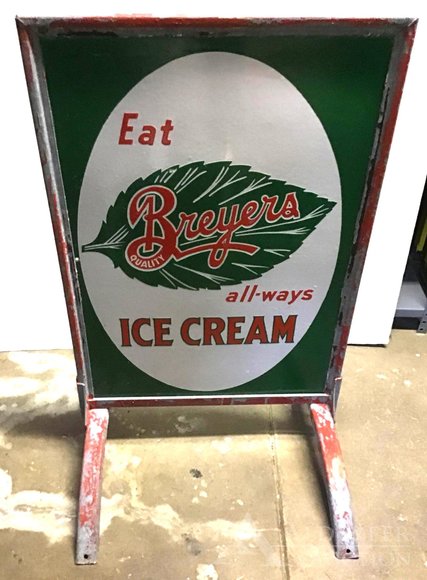 Eat
Breyers
QUALITY
all-ways
ICE CREAM